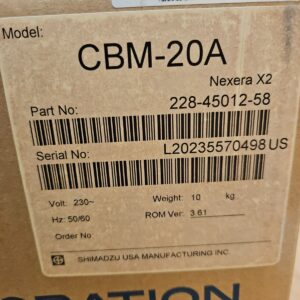 Model:
CBM-20A
Nexera X2
Part No: 228-45012-58
Serial No: L20235570498 US
Volt: 230~ Weight: 10 kg
Hz: 50/60 ROM Ver: 3.61
Order No:
SHIMADZU USA MANUFACTURING INC
ORATION